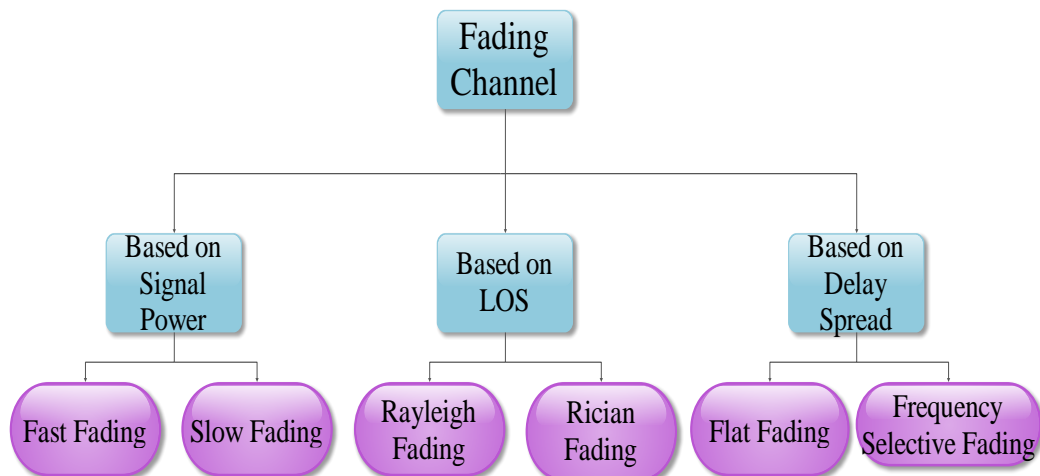 Fading
Channel
Based on
Signal
Power
Based on
LOS
Based on
Delay
Spread
Fast Fading
Slow Fading
Rayleigh
Fading
Rician
Fading
Flat Fading
Frequency
Selective Fading